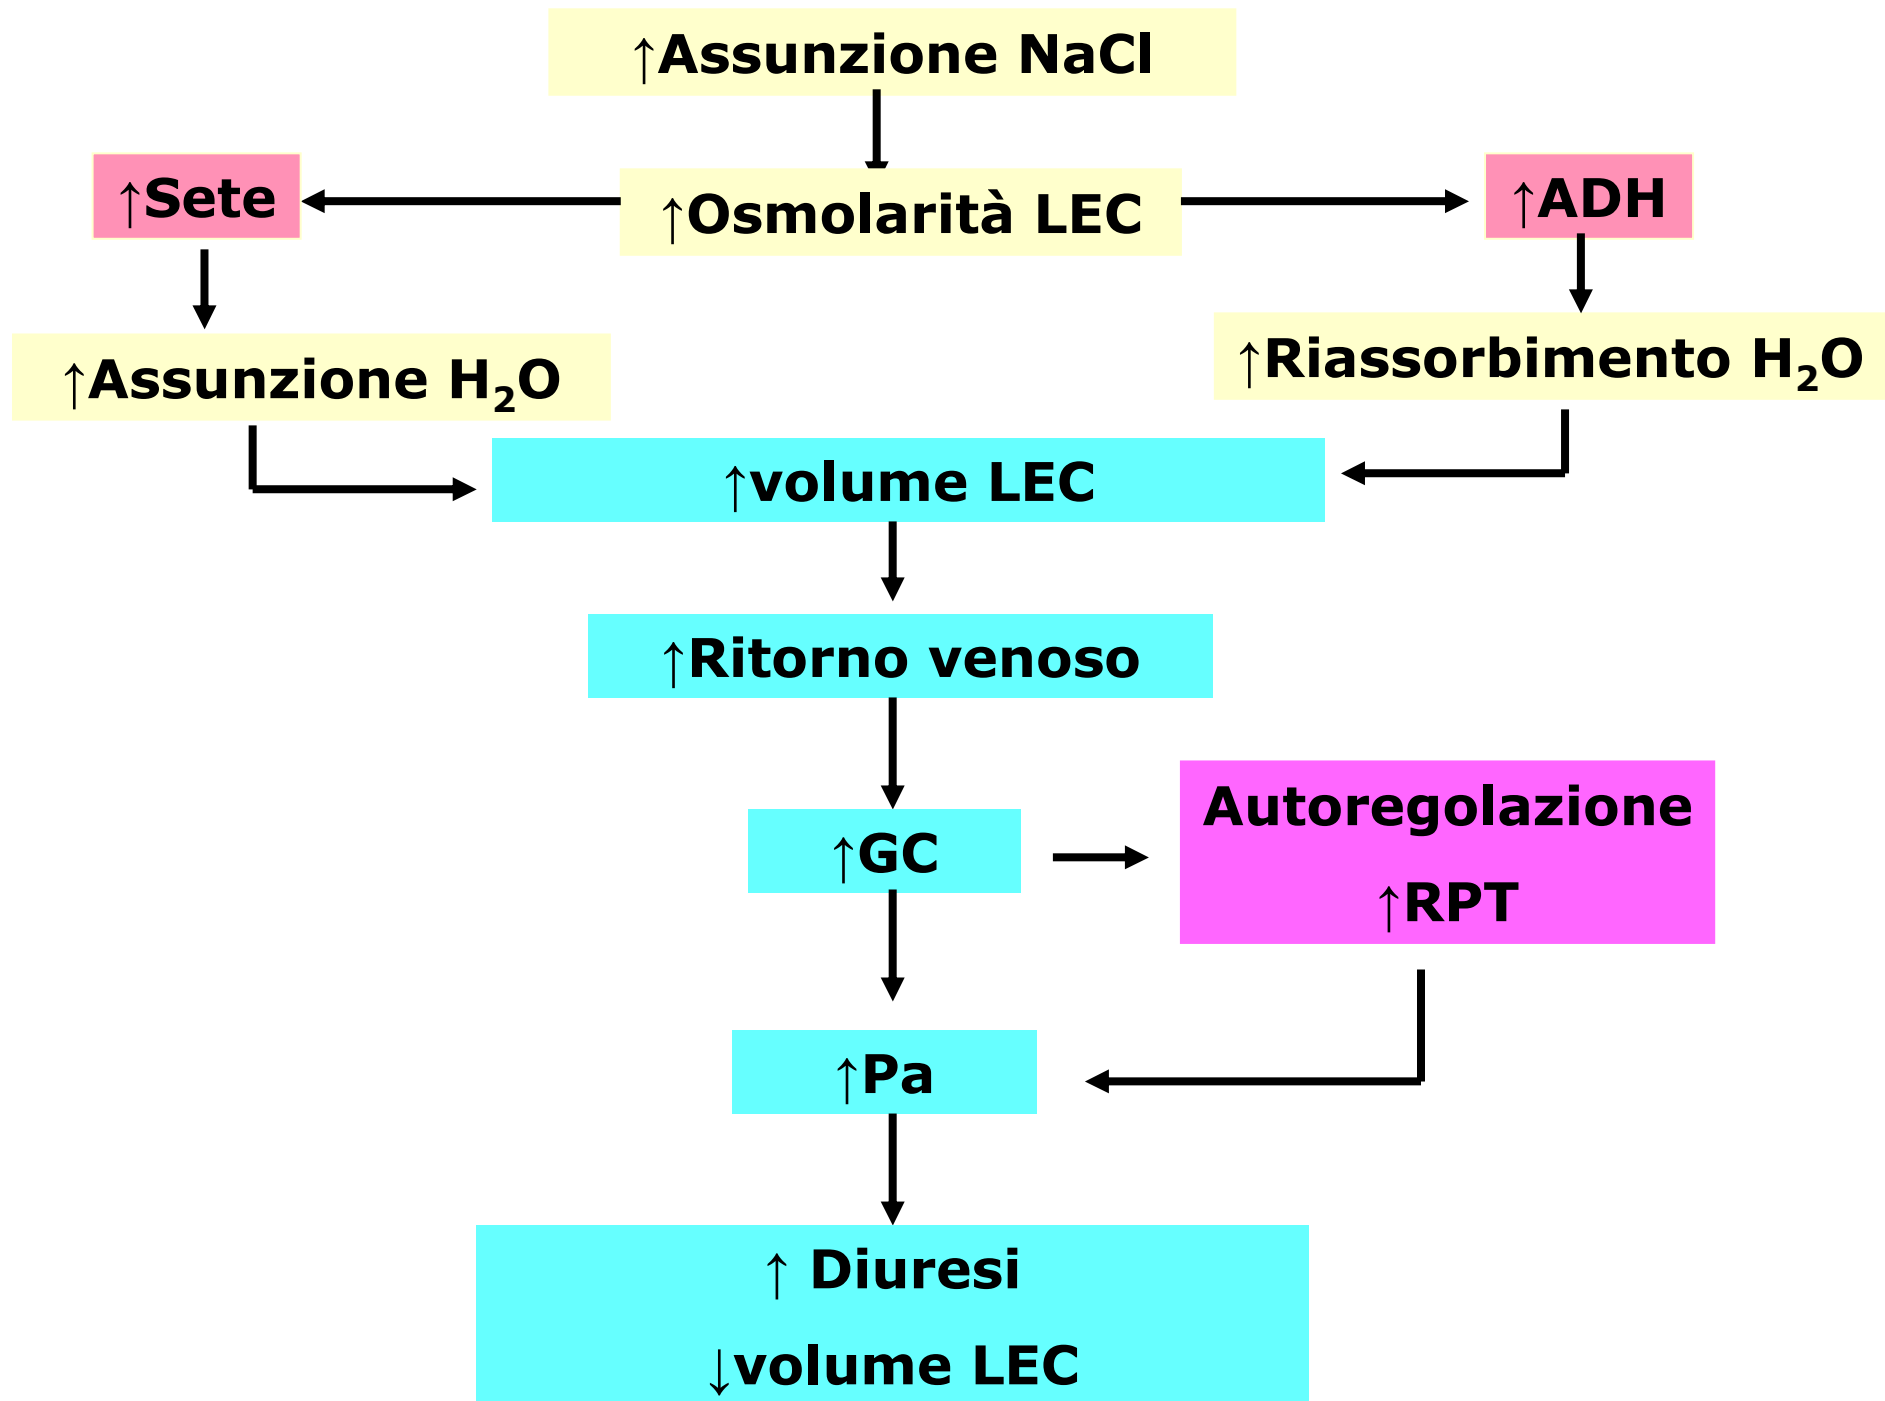 ↑Assunzione NaCl
↑Sete
↑Osmolarità LEC
↑ADH
↑Assunzione H₂O
↑Riassorbimento H₂O
↑volume LEC
↑Ritorno venoso
↑GC
Autoregolazione
↑RPT
↑Pa
↑ Diuresi
↓volume LEC